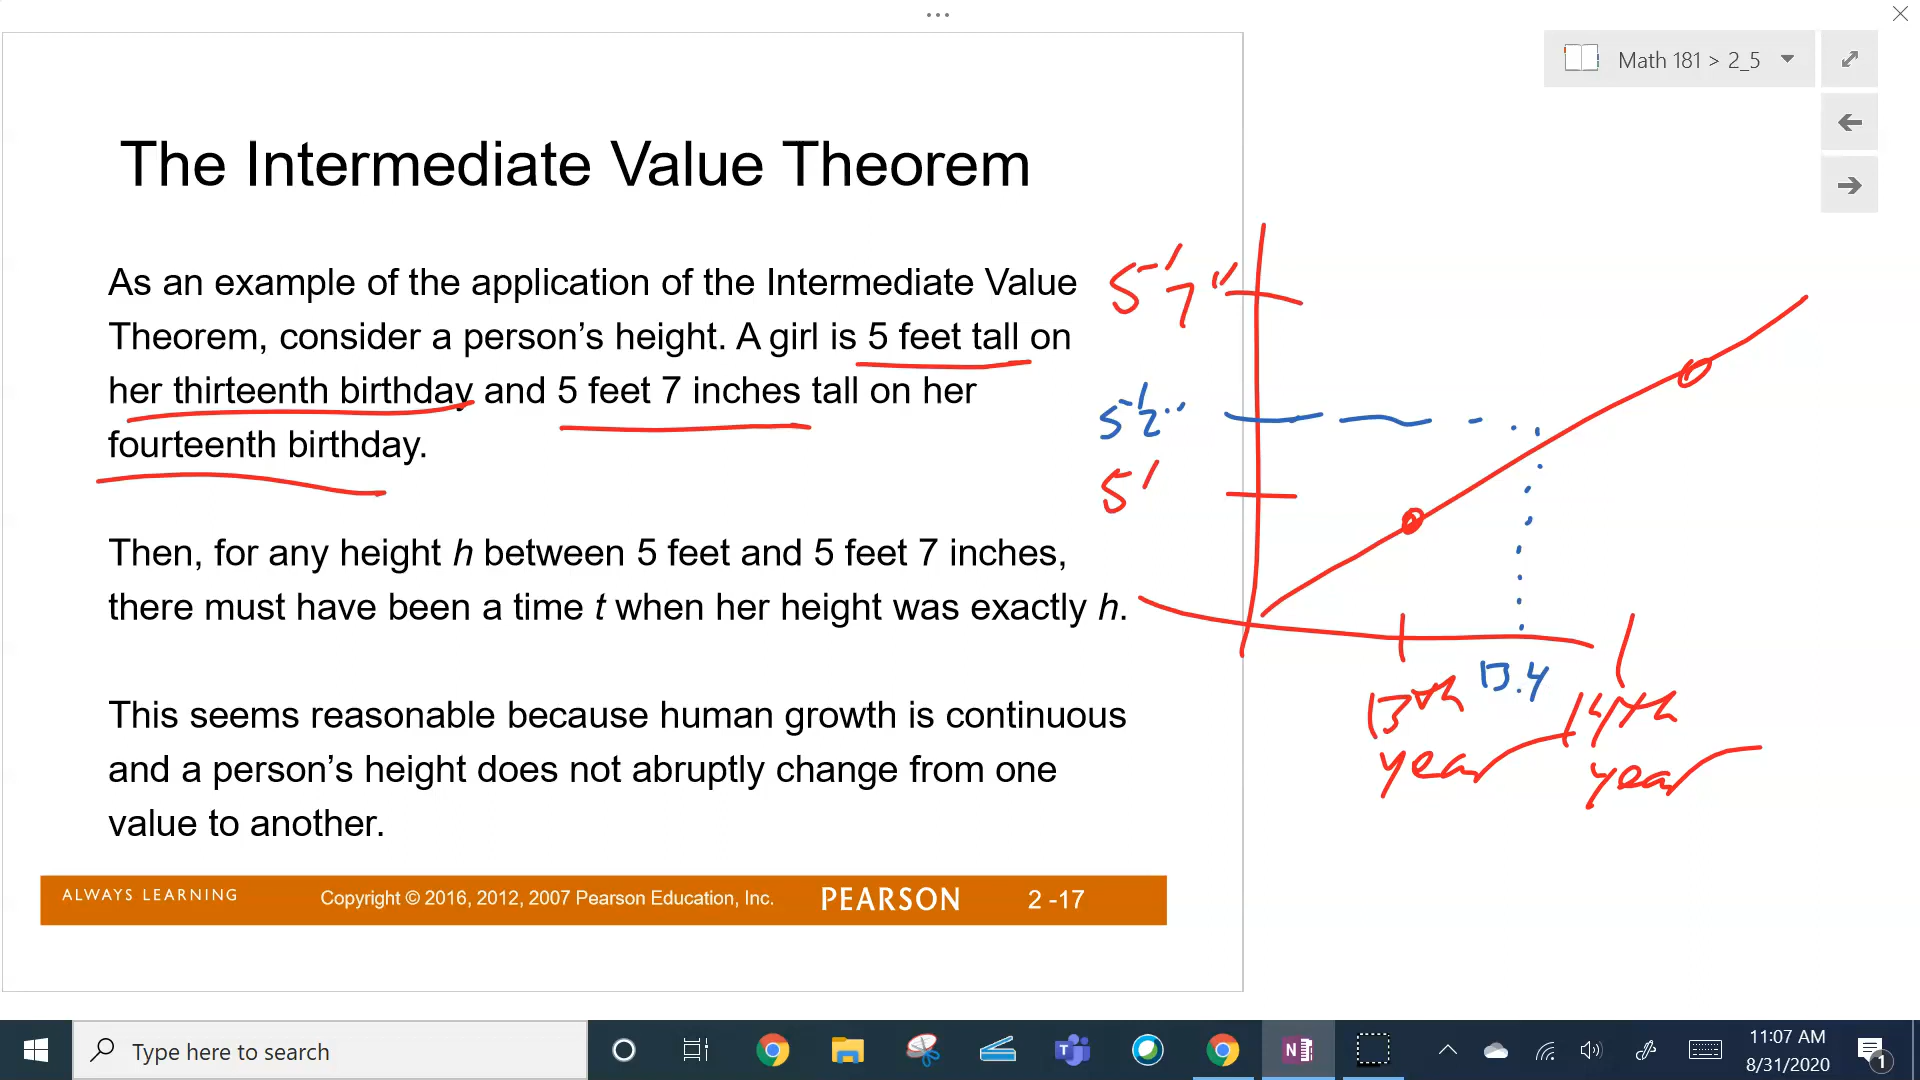 Math 181 > 2_5
The Intermediate Value Theorem
As an example of the application of the Intermediate Value
Theorem, consider a person’s height. A girl is 5 feet tall on
her thirteenth birthday and 5 feet 7 inches tall on her
fourteenth birthday.
Then, for any height h between 5 feet and 5 feet 7 inches,
there must have been a time t when her height was exactly h.
This seems reasonable because human growth is continuous
and a person’s height does not abruptly change from one
value to another.
5' 7"
5' 2"
5'
13th year
13.4
14th year
ALWAYS LEARNING
Copyright © 2016, 2012, 2007 Pearson Education, Inc.
PEARSON
2 -17
Type here to search
11:07 AM
8/31/2020
1